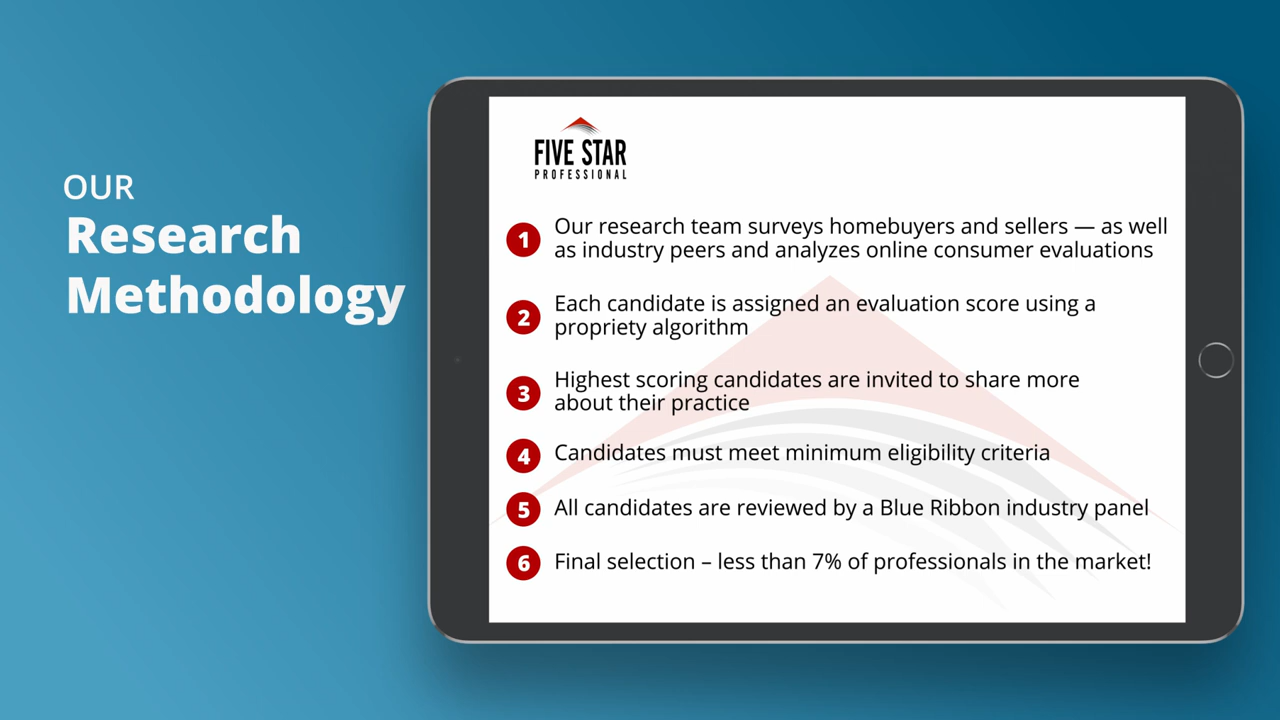 OUR
Research
Methodology
FIVE STAR
PROFESSIONAL
1 Our research team surveys homebuyers and sellers — as well
as industry peers and analyzes online consumer evaluations
2 Each candidate is assigned an evaluation score using a
propriety algorithm
3 Highest scoring candidates are invited to share more
about their practice
4 Candidates must meet minimum eligibility criteria
5 All candidates are reviewed by a Blue Ribbon industry panel
6 Final selection – less than 7% of professionals in the market!